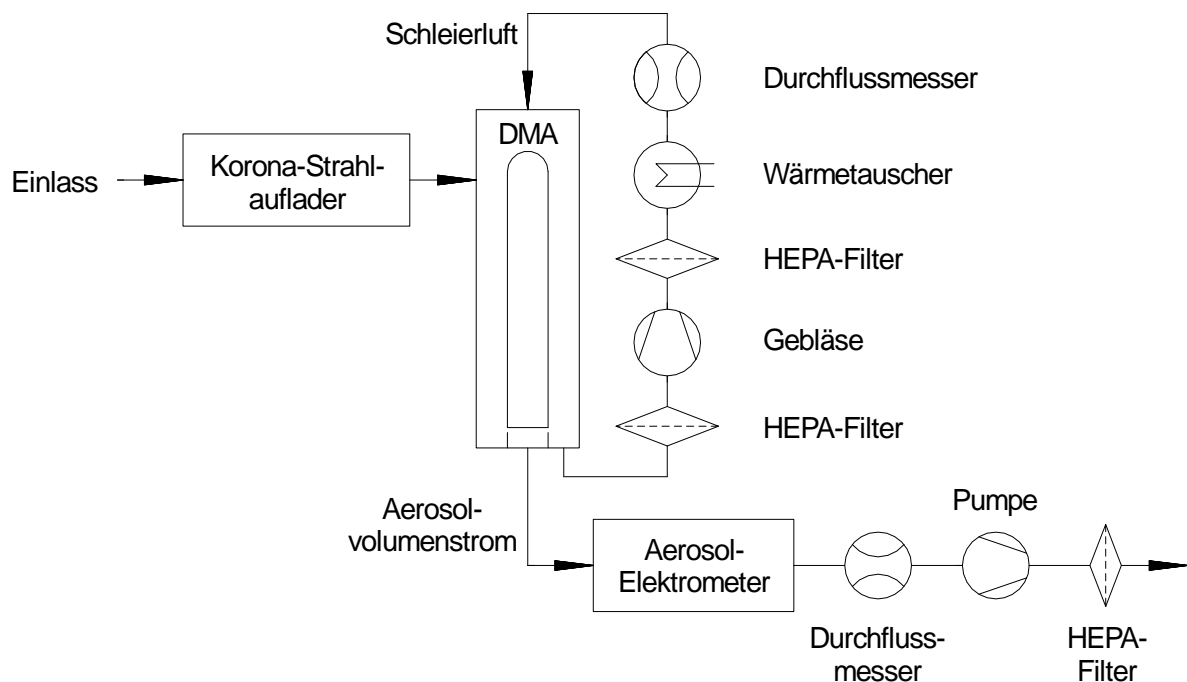 Schleierluft
Durchflussmesser
DMA
Einlass
Korona-Strahl-
auflader
Wärmetauscher
HEPA-Filter
Gebläse
HEPA-Filter
Aerosol-
volumenstrom
Aerosol-
Elektrometer
Pumpe
Durchfluss-
messer
HEPA-
Filter